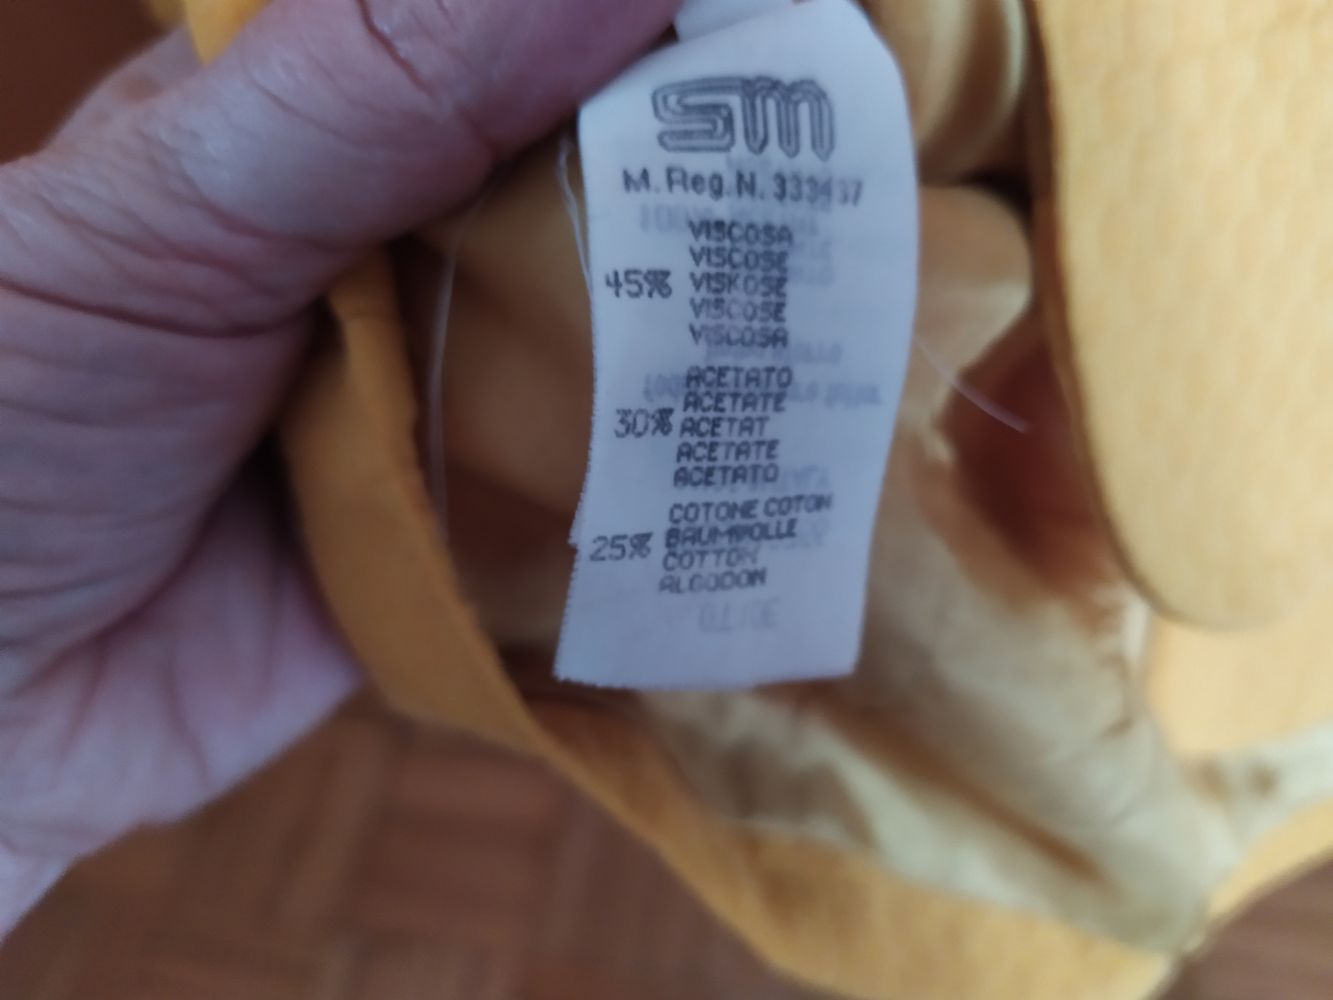 SM
M. Reg. N. 333437
VISCOSA
VISCOSE
45% VISKOSE
VISCOSE
VISCOSA
ACETATO
ACETATE
30% ACETAT
ACETATE
ACETATO
COTONE COTON
25% BAUMWOLLE
COTTON
ALGODON